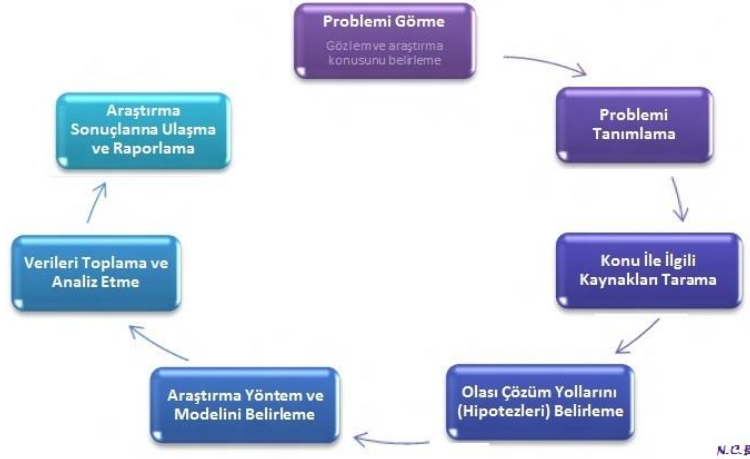 Problemi Görme
Gözlem ve araştırma
konusunu belirleme
Problemi
Tanımlama
Konu İle İlgili
Kaynakları Tarama
Olası Çözüm Yollarını
(Hipotezleri) Belirleme
Araştırma Yöntem ve
Modelini Belirleme
Verileri Toplama ve
Analiz Etme
Araştırma
Sonuçlarına Ulaşma
ve Raporlama